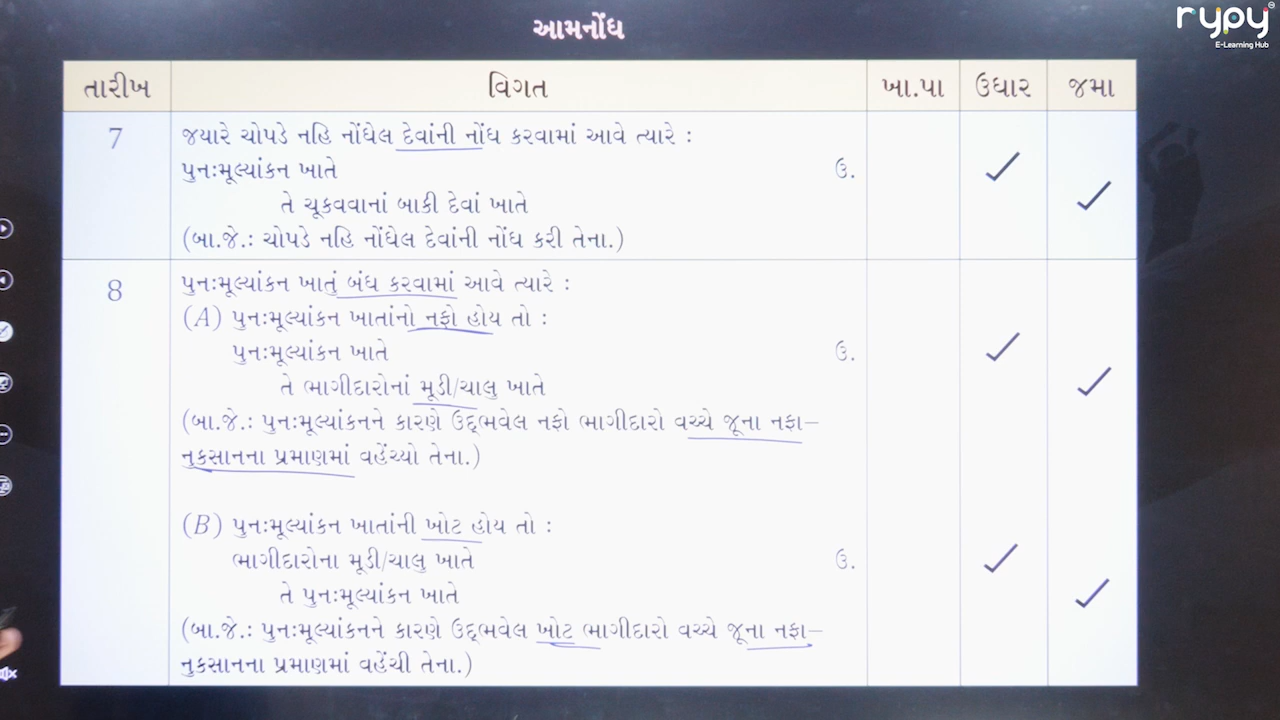 rypy
E-Learning Hub
આમનોંધ
તારીખ વિગત ખા.પા ઉધાર જમા
7 જયારે ચોપડે નહિ નોંધેલ દેવાંની નોંધ કરવામાં આવે ત્યારે :
પુનઃમૂલ્યાંકન ખાતે ઉ. ✓
તે ચૂકવવાનાં બાકી દેવાં ખાતે ✓
(બા.જે.: ચોપડે નહિ નોંધેલ દેવાંની નોંધ કરી તેના.)
8 પુનઃમૂલ્યાંકન ખાતું બંધ કરવામાં આવે ત્યારે :
(A) પુનઃમૂલ્યાંકન ખાતાંનો નફો હોય તો :
પુનઃમૂલ્યાંકન ખાતે ઉ. ✓
તે ભાગીદારોનાં મૂડી/ચાલુ ખાતે ✓
(બા.જે.: પુનઃમૂલ્યાંકનને કારણે ઉદ્ભવેલ નફો ભાગીદારો વચ્ચે જૂના નફા–
નુકસાનના પ્રમાણમાં વહેંચ્યો તેના.)
(B) પુનઃમૂલ્યાંકન ખાતાંની ખોટ હોય તો :
ભાગીદારોના મૂડી/ચાલુ ખાતે ઉ. ✓
તે પુનઃમૂલ્યાંકન ખાતે ✓
(બા.જે.: પુનઃમૂલ્યાંકનને કારણે ઉદ્ભવેલ ખોટ ભાગીદારો વચ્ચે જૂના નફા–
નુકસાનના પ્રમાણમાં વહેંચી તેના.)